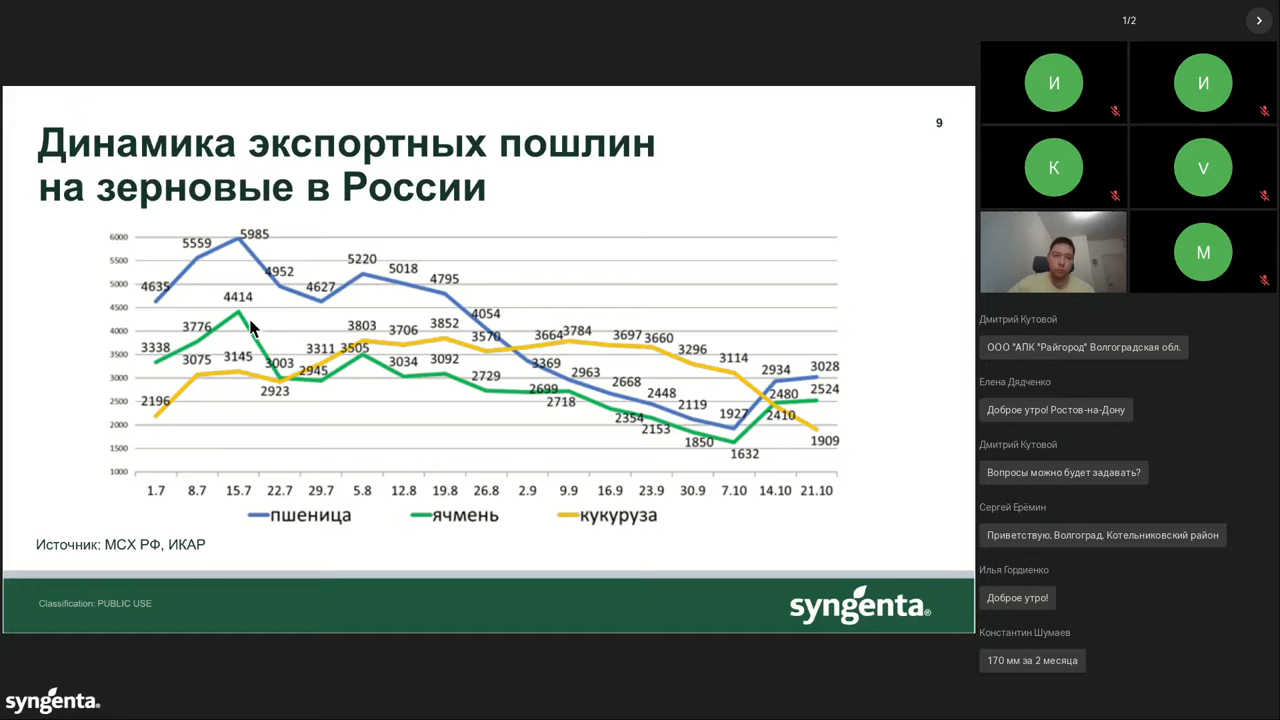 1/2
9
Динамика экспортных пошлин
на зерновые в России
6000
5500
5000
4500
4000
3500
3000
2500
2000
1500
1000
4635 5559 5985 4952 4627 5220 5018 4795 4054 3369 2963 2668 2448 2119 1927 2934 3028
3338 3776 4414 3003 2945 3505 3034 3092 2729 2699 2718 2354 2153 1850 1632 2480 2524
2196 3075 3145 2923 3311 3803 3706 3852 3570 3664 3784 3697 3660 3296 3114 2410 1909
1.7 8.7 15.7 22.7 29.7 5.8 12.8 19.8 26.8 2.9 9.9 16.9 23.9 30.9 7.10 14.10 21.10
пшеница ячмень кукуруза
Источник: МСХ РФ, ИКАР
Classification: PUBLIC USE
syngenta®
syngenta®
И
И
К
V
М
Дмитрий Кутовой
ООО "АПК "Райгород" Волгоградская обл.
Елена Дядченко
Доброе утро! Ростов-на-Дону
Дмитрий Кутовой
Вопросы можно будет задавать?
Сергей Ерёмин
Приветствую, Волгоград, Котельниковский район
Илья Гордиенко
Доброе утро!
Константин Шумаев
170 мм за 2 месяца